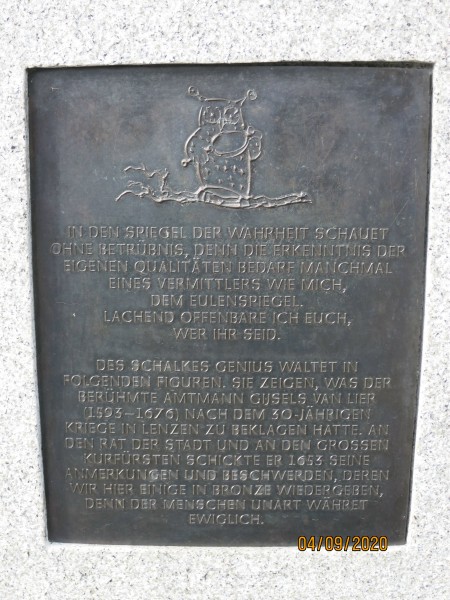 IN DEN SPIEGEL DER WAHRHEIT SCHAUET
OHNE BETRÜBNIS, DENN DIE ERKENNTNIS DER
EIGENEN QUALITÄTEN BEDARF MANCHMAL
EINES VERMITTLERS WIE MICH,
DEM EULENSPIEGEL.
LACHEND OFFENBARE ICH EUCH,
WER IHR SEID.
DES SCHALKES GENIUS WALTET IN
FOLGENDEN FIGUREN. SIE ZEIGEN, WAS DER
BERÜHMTE AMTMANN GIJSELS VAN LIER
(1593–1676) NACH DEM 30-JÄHRIGEN
KRIEGE IN LENZEN ZU BEKLAGEN HATTE. AN
DEN RAT DER STADT UND AN DEN GROSSEN
KURFÜRSTEN SCHICKTE ER 1653 SEINE
ANMERKUNGEN UND BESCHWERDEN, DEREN
WIR HIER EINIGE IN BRONZE WIEDERGEBEN,
DENN DER MENSCHEN UNART WÄHRET
EWIGLICH.
04/09/2020